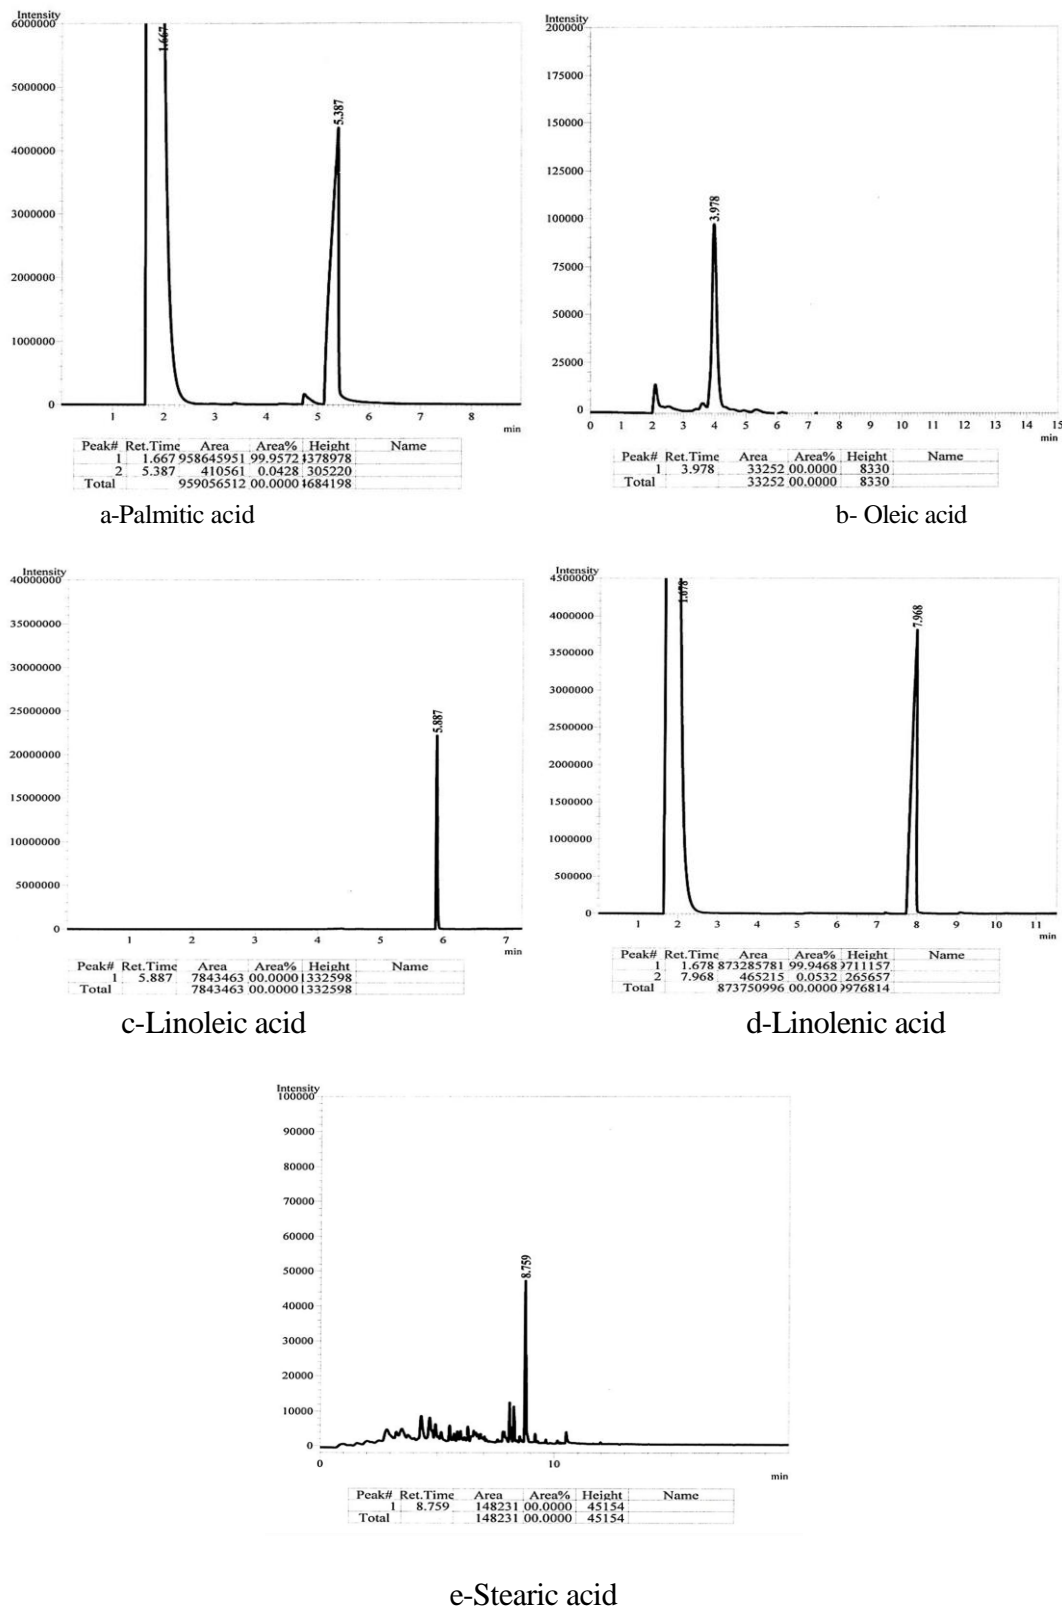 Intensity
6000000
5000000
4000000
3000000
2000000
1000000
0
1.667
5.387
1 2 3 4 5 6 7 8
min
Peak# Ret.Time Area Area% Height Name
1 1.667 958645951 99.9572 4378978
2 5.387 410561 0.0428 305220
Total 959056512 00.0000 4684198
a-Palmitic acid
Intensity
200000
175000
150000
125000
100000
75000
50000
25000
0
3.978
0 1 2 3 4 5 6 7 8 9 10 11 12 13 14 15
min
Peak# Ret.Time Area Area% Height Name
1 3.978 33252 00.0000 8330
Total 33252 00.0000 8330
b- Oleic acid
Intensity
40000000
35000000
30000000
25000000
20000000
15000000
10000000
5000000
0
5.887
1 2 3 4 5 6 7
min
Peak# Ret.Time Area Area% Height Name
1 5.887 7843463 00.0000 1332598
Total 7843463 00.0000 1332598
c-Linoleic acid
Intensity
4500000
4000000
3500000
3000000
2500000
2000000
1500000
1000000
500000
0
1.678
7.968
1 2 3 4 5 6 7 8 9 10 11
min
Peak# Ret.Time Area Area% Height Name
1 1.678 873285781 99.9468 9711157
2 7.968 465215 0.0532 265657
Total 873750996 00.0000 9976814
d-Linolenic acid
Intensity
100000
90000
80000
70000
60000
50000
40000
30000
20000
10000
0
8.759
0 10
min
Peak# Ret.Time Area Area% Height Name
1 8.759 148231 00.0000 45154
Total 148231 00.0000 45154
e-Stearic acid